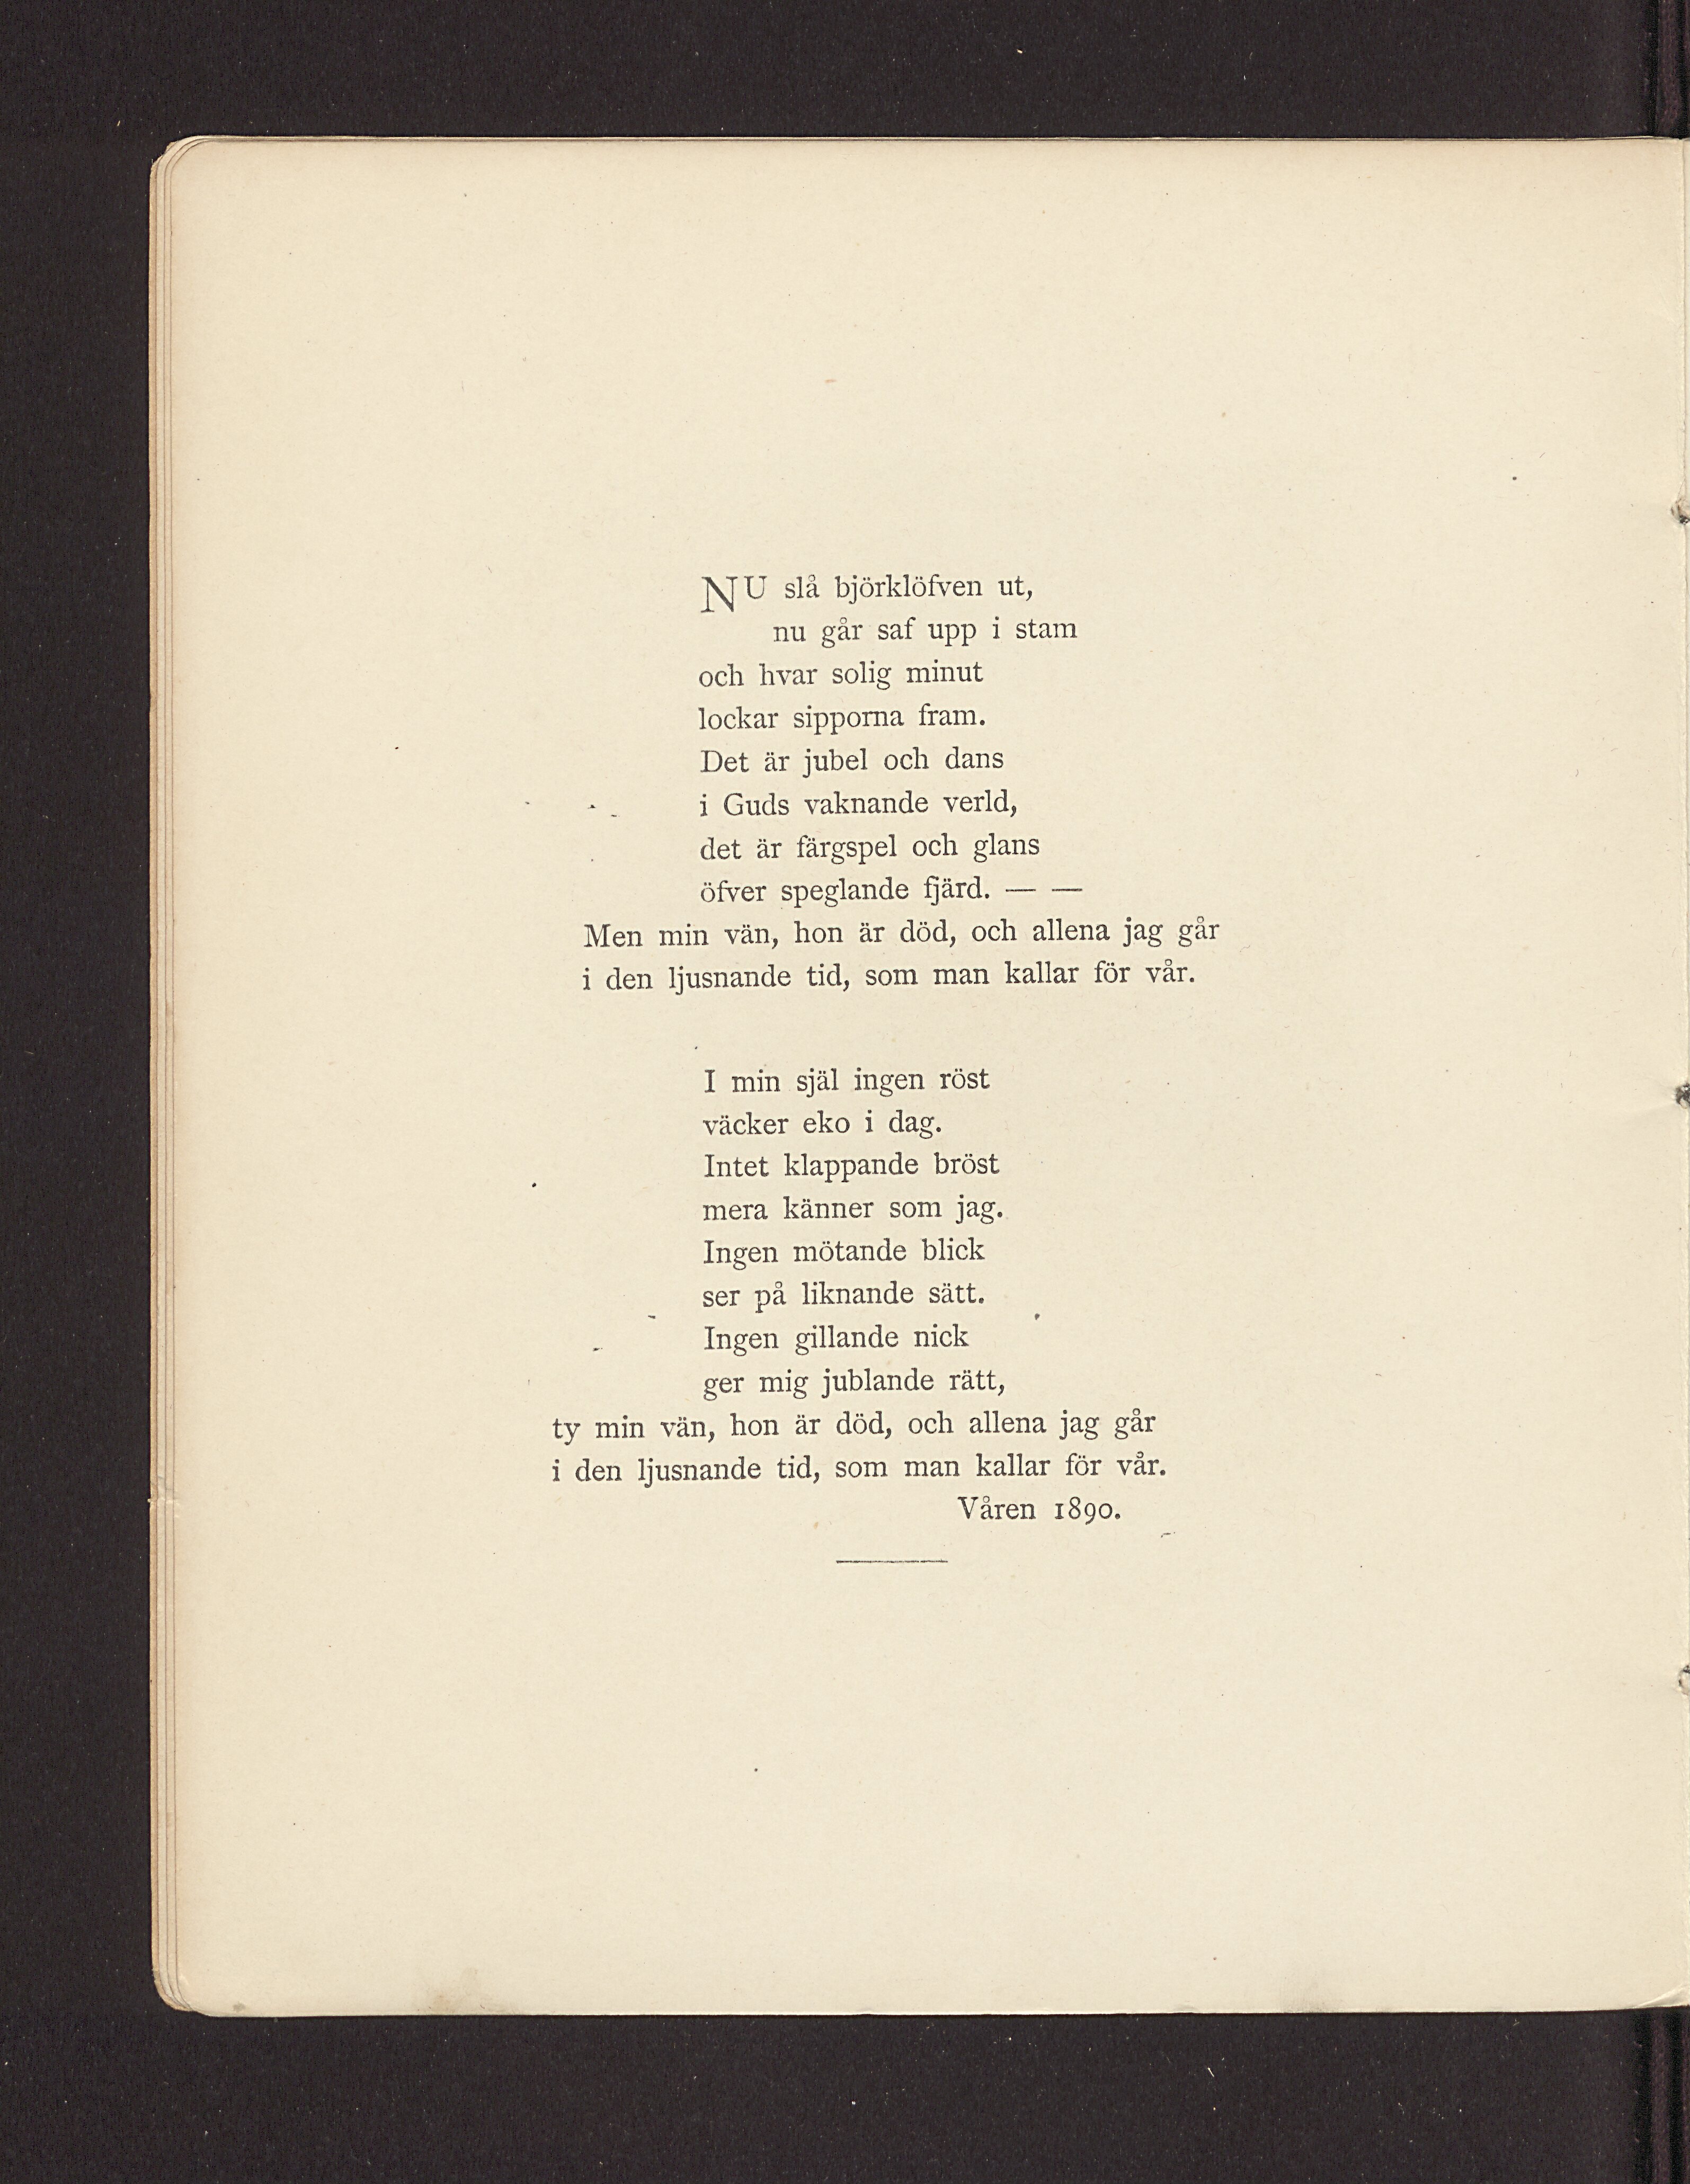 NU slå björklöfven ut,
nu går saf upp i stam
och hvar solig minut
lockar sipporna fram.
Det är jubel och dans
i Guds vaknande verld,
det är färgspel och glans
öfver speglande fjärd. — —
Men min vän, hon är död, och allena jag går
i den ljusnande tid, som man kallar för vår.
I min själ ingen röst
väcker eko i dag.
Intet klappande bröst
mera känner som jag.
Ingen mötande blick
ser på liknande sätt.
Ingen gillande nick
ger mig jublande rätt,
ty min vän, hon är död, och allena jag går
i den ljusnande tid, som man kallar för vår.
Våren 1890.